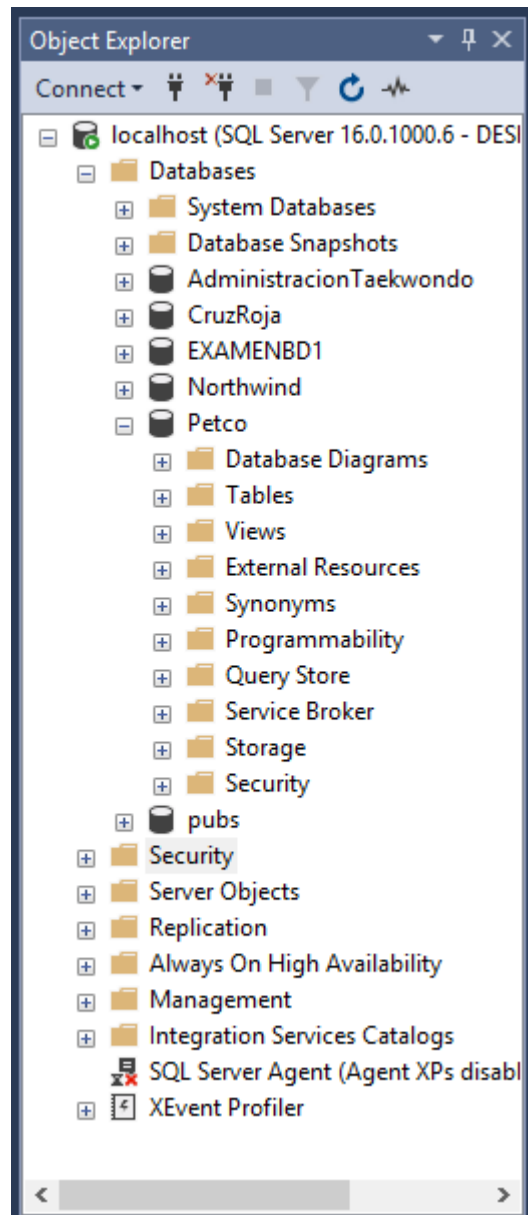 Object Explorer
Connect
localhost (SQL Server 16.0.1000.6 - DESI
Databases
System Databases
Database Snapshots
AdministracionTaekwondo
CruzRoja
EXAMENBD1
Northwind
Petco
Database Diagrams
Tables
Views
External Resources
Synonyms
Programmability
Query Store
Service Broker
Storage
Security
pubs
Security
Server Objects
Replication
Always On High Availability
Management
Integration Services Catalogs
SQL Server Agent (Agent XPs disabl
XEvent Profiler